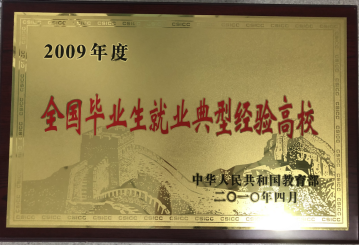 2009年度
全国毕业生就业典型经验高校
中华人民共和国教育部
二〇一〇年四月